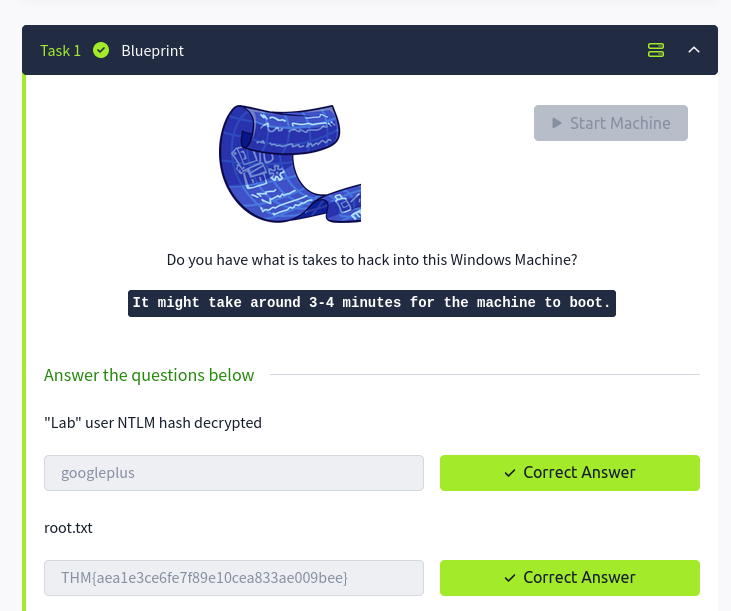 Task 1 Blueprint
Start Machine
Do you have what is takes to hack into this Windows Machine?
It might take around 3-4 minutes for the machine to boot.
Answer the questions below
"Lab" user NTLM hash decrypted
googleplus Correct Answer
root.txt
THM{aea1e3ce6fe7f89e10cea833ae009bee} Correct Answer